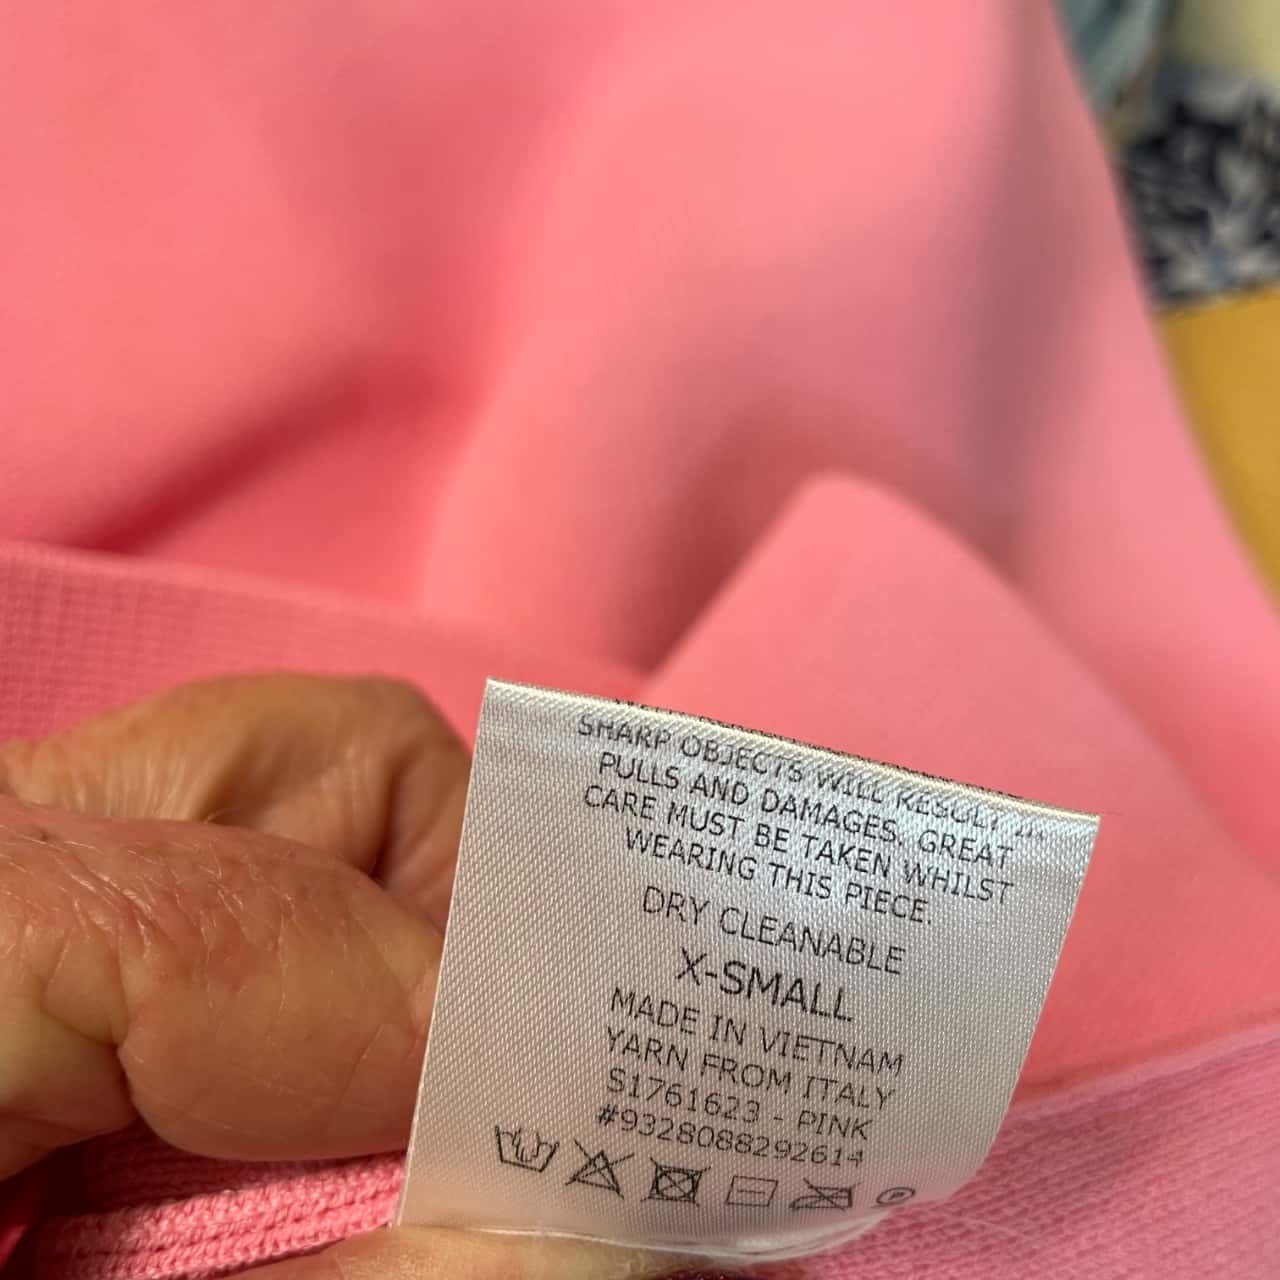 SHARP OBJECTS WILL RESULT IN
PULLS AND DAMAGES. GREAT
CARE MUST BE TAKEN WHILST
WEARING THIS PIECE.
DRY CLEANABLE
X-SMALL
MADE IN VIETNAM
YARN FROM ITALY
S1761623 - PINK
#9328088292614
P